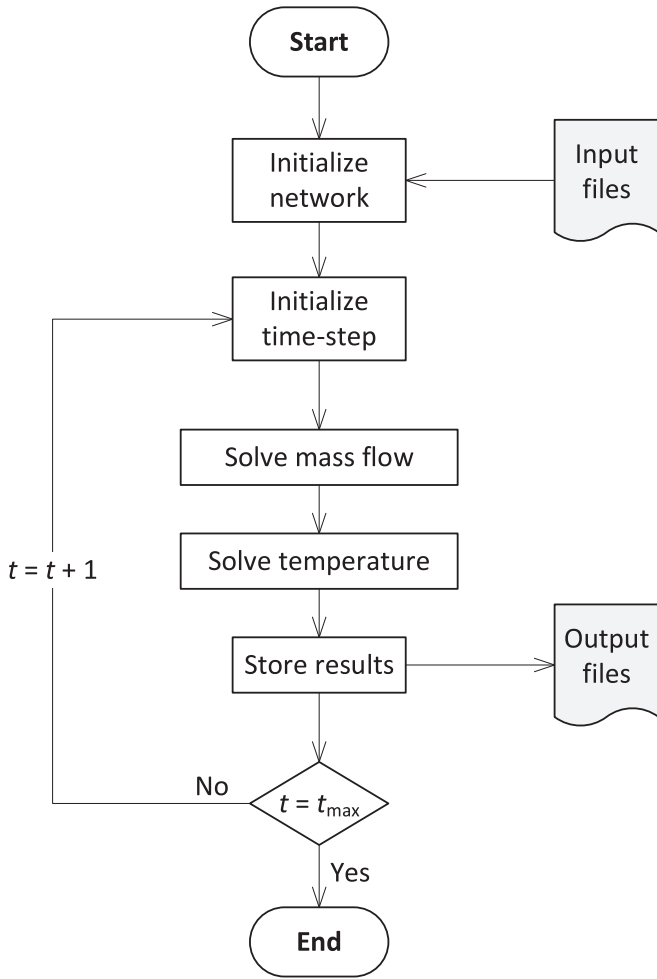 Start
Initialize
network
Input
files
Initialize
time-step
Solve mass flow
t = t + 1
Solve temperature
Store results
Output
files
No
t = tmax
Yes
End